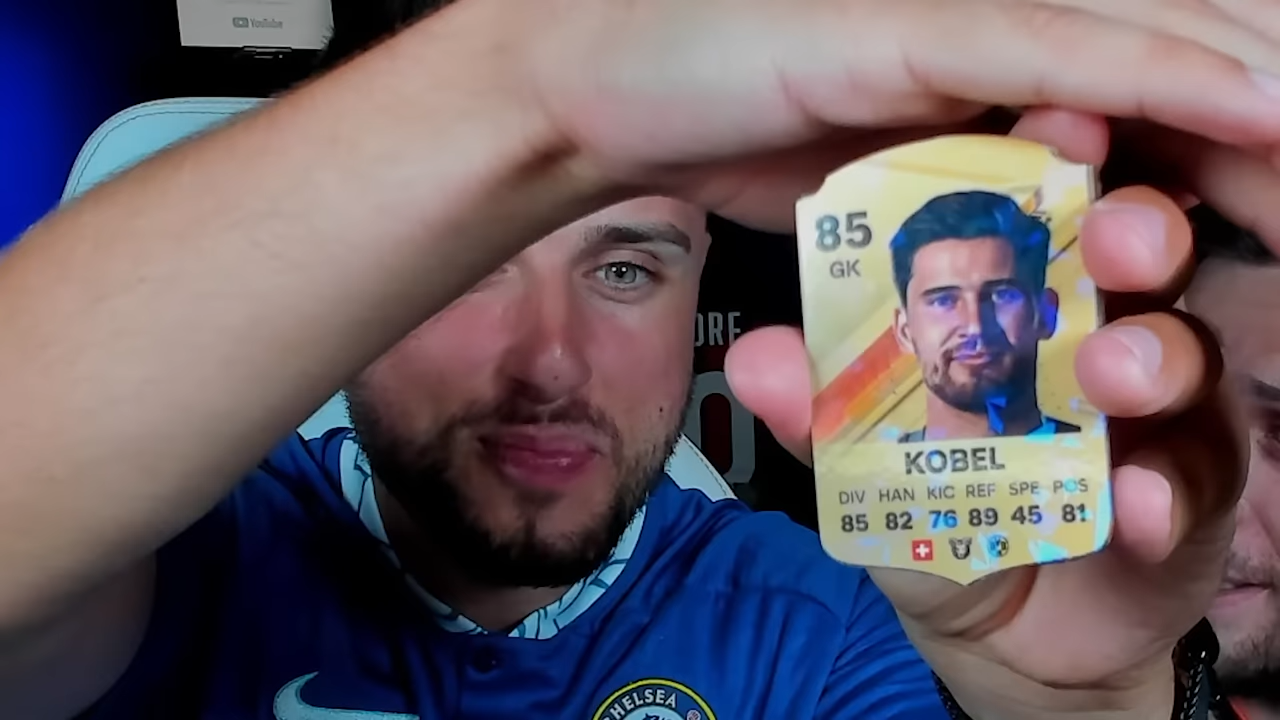 YouTube
85
GK
KOBEL
DIV HAN KIC REF SPE POS
85 82 76 89 45 81
CHELSEA